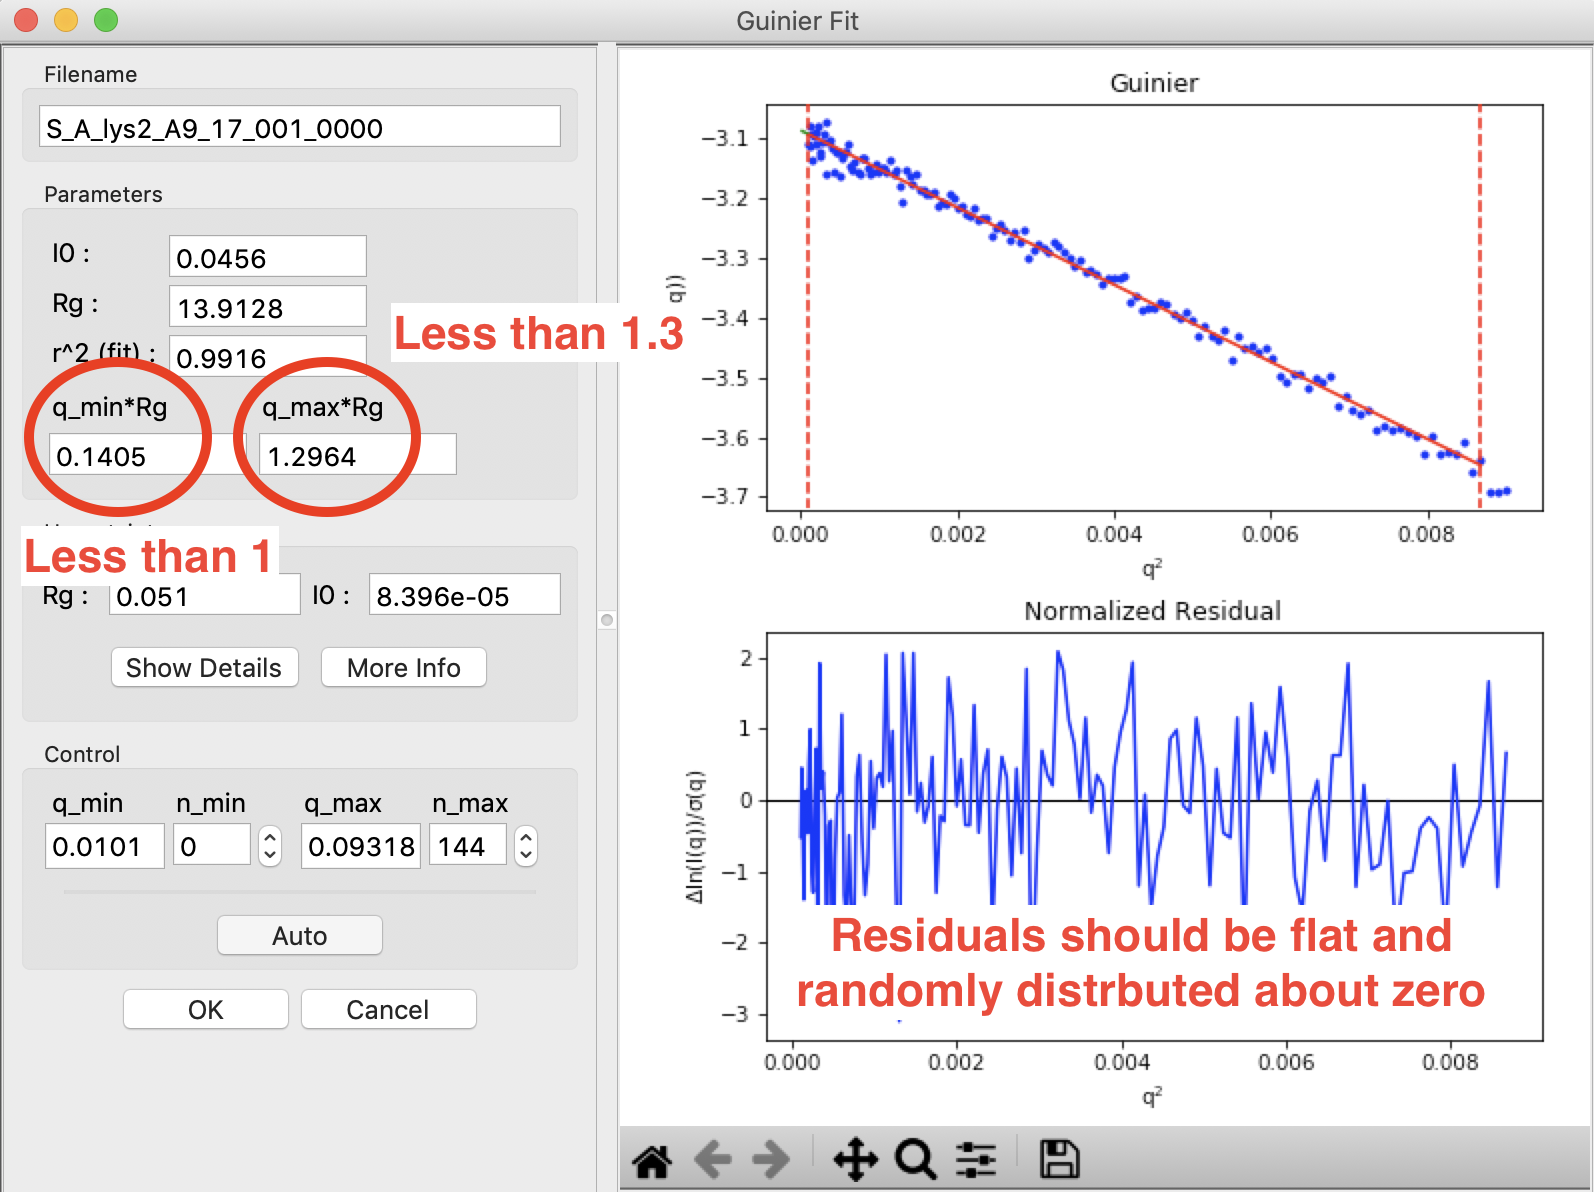 Guinier Fit
Filename
S_A_lys2_A9_17_001_0000
Parameters
I0 :
0.0456
Rg :
13.9128
r^2 (fit) :
0.9916
Less than 1.3
q_min*Rg
q_max*Rg
0.1405
1.2964
Less than 1
Rg :
0.051
I0 :
8.396e-05
Show Details
More Info
Control
q_min
n_min
q_max
n_max
0.0101
0
0.09318
144
Auto
OK
Cancel
Guinier
−3.1
−3.2
−3.3
−3.4
−3.5
−3.6
−3.7
q))
0.000
0.002
0.004
0.006
0.008
q²
Normalized Residual
2
1
0
−1
−2
−3
Δln(I(q))/σ(q)
Residuals should be flat and
randomly distrbuted about zero
0.000
0.002
0.004
0.006
0.008
q²